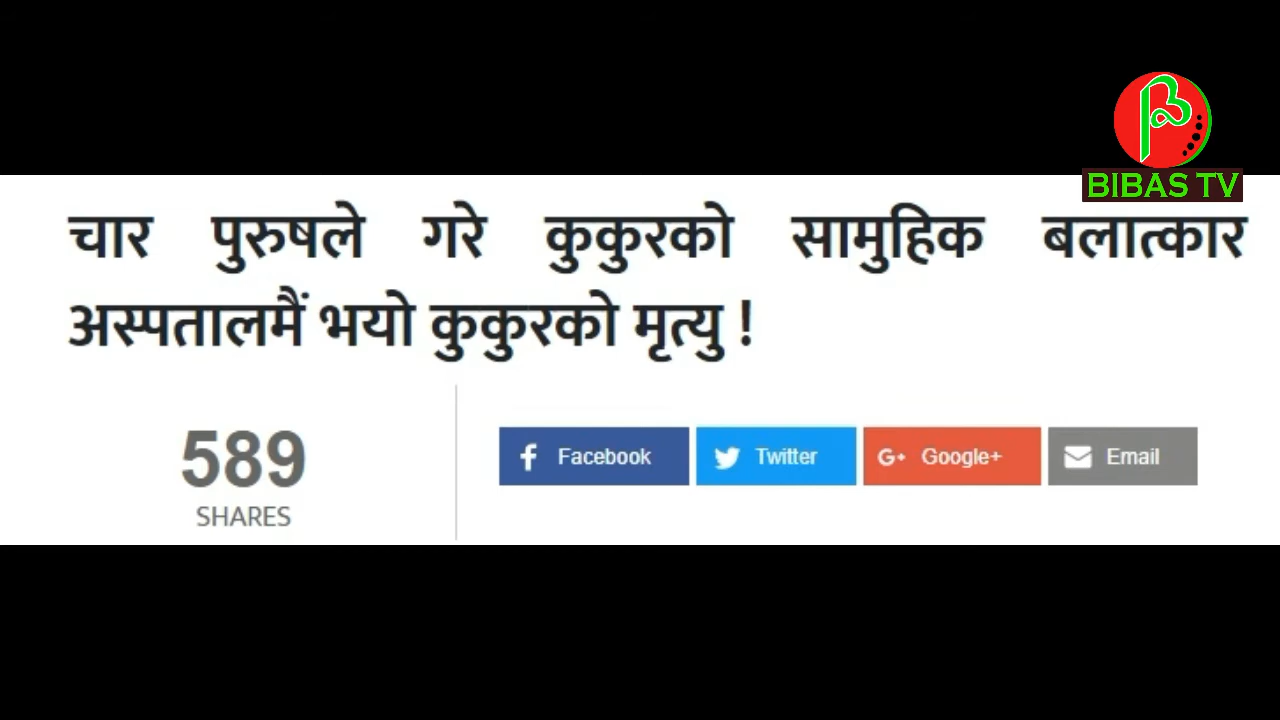 BIBAS TV
चार पुरुषले गरे कुकुरको सामुहिक बलात्कार
अस्पतालमैं भयो कुकुरको मृत्यु !
589
SHARES
Facebook
Twitter
G+ Google+
Email